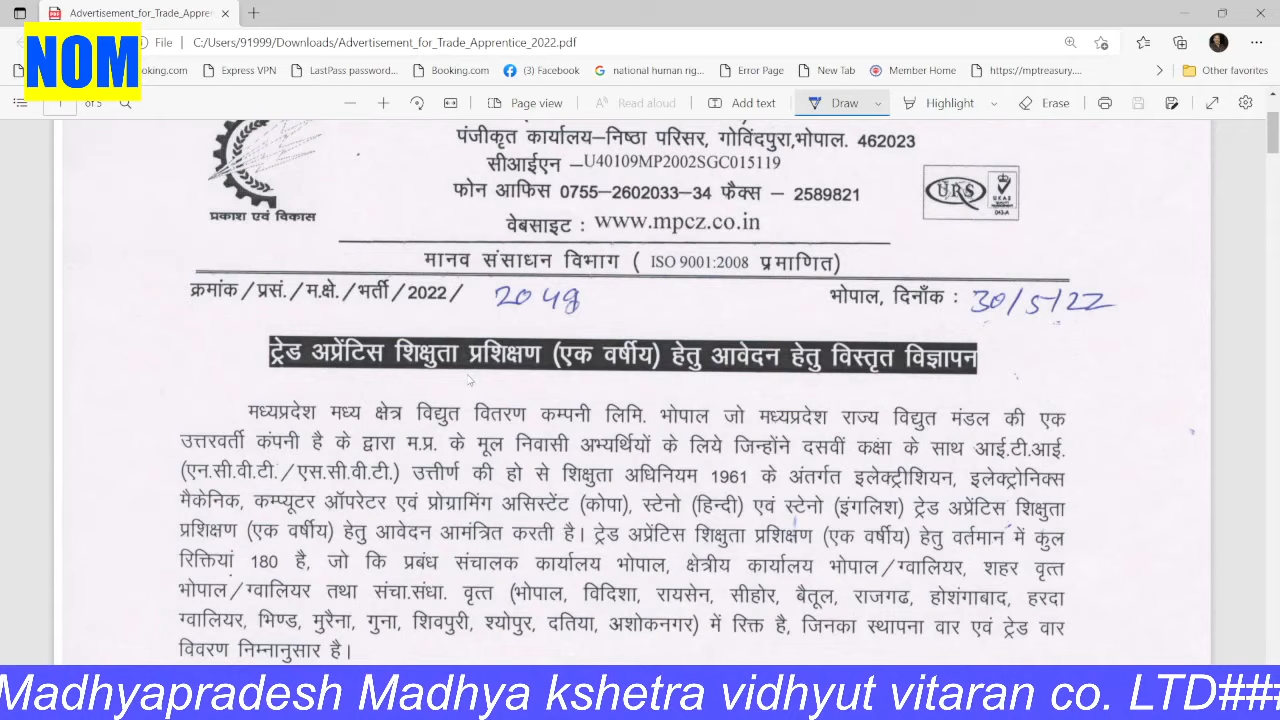 Advertisement_for_Trade_Appren
NOM
File C:/Users/91999/Downloads/Advertisement_for_Trade_Apprentice_2022.pdf
oking.com Express VPN LastPass password... Booking.com (3) Facebook national human rig... Error Page New Tab Member Home https://mptreasury.... Other favorites
1 of 5 Page view Read aloud Add text Draw Highlight Erase
पंजीकृत कार्यालय–निष्ठा परिसर, गोविंदपुरा,भोपाल. 462023
सीआईएन –U40109MP2002SGC015119
फोन आफिस 0755–2602033–34 फैक्स – 2589821
URS
UKAS
प्रकाश एवं विकास
वेबसाइट : www.mpcz.co.in
मानव संसाधन विभाग ( ISO 9001:2008 प्रमाणित)
क्रमांक/प्रसं./म.क्षे./भर्ती/2022/ 2048 भोपाल, दिनाँक : 30/5/22
ट्रेड अप्रेंटिस शिक्षुता प्रशिक्षण (एक वर्षीय) हेतु आवेदन हेतु विस्तृत विज्ञापन
मध्यप्रदेश मध्य क्षेत्र विद्युत वितरण कम्पनी लिमि. भोपाल जो मध्यप्रदेश राज्य विद्युत मंडल की एक
उत्तरवर्ती कंपनी है के द्वारा म.प्र. के मूल निवासी अभ्यर्थियों के लिये जिन्होंने दसवीं कक्षा के साथ आई.टी.आई.
(एन.सी.वी.टी./एस.सी.वी.टी.) उत्तीर्ण की हो से शिक्षुता अधिनियम 1961 के अंतर्गत इलेक्ट्रीशियन, इलेक्ट्रोनिक्स
मैकेनिक, कम्प्यूटर ऑपरेटर एवं प्रोग्रामिंग असिस्टेंट (कोपा), स्टेनो (हिन्दी) एवं स्टेनो (इंगलिश) ट्रेड अप्रेंटिस शिक्षुता
प्रशिक्षण (एक वर्षीय) हेतु आवेदन आमंत्रित करती है। ट्रेड अप्रेंटिस शिक्षुता प्रशिक्षण (एक वर्षीय) हेतु वर्तमान में कुल
रिक्तियां 180 है, जो कि प्रबंध संचालक कार्यालय भोपाल, क्षेत्रीय कार्यालय भोपाल/ग्वालियर, शहर वृत्त
भोपाल/ग्वालियर तथा संचा.संधा. वृत्त (भोपाल, विदिशा, रायसेन, सीहोर, बैतूल, राजगढ, होशंगाबाद, हरदा
ग्वालियर, भिण्ड, मुरैना, गुना, शिवपुरी, श्योपुर, दतिया, अशोकनगर) में रिक्त है, जिनका स्थापना वार एवं ट्रेड वार
विवरण निम्नानुसार है।
Madhyapradesh Madhya kshetra vidhyut vitaran co. LTD###